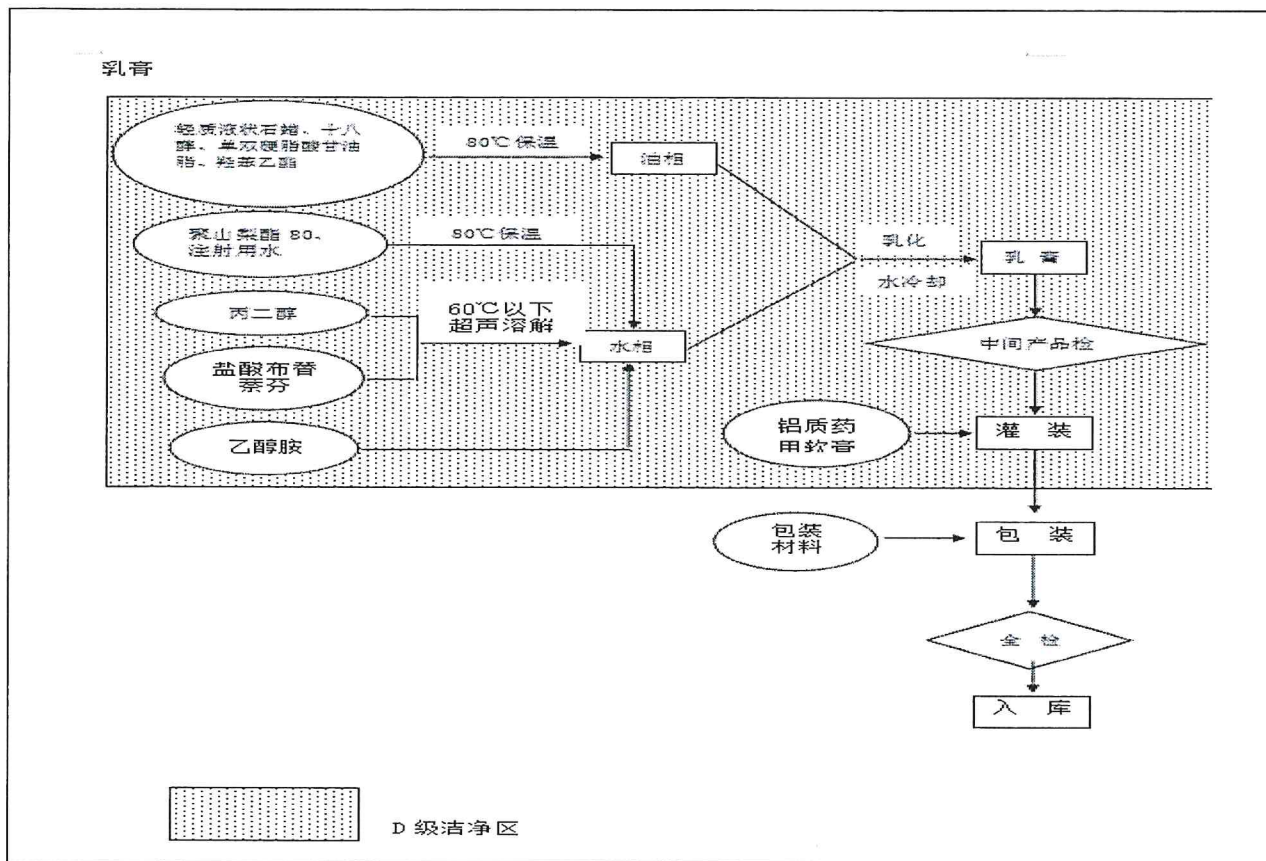 乳膏
轻质液状石蜡、十八
醇、单双硬脂酸甘油
脂、羟苯乙酯
80℃保温
油相
聚山梨酯 80、
注射用水
80℃保温
乳化
水冷却
乳 膏
丙二醇
60℃以下
超声溶解
水相
盐酸布替
萘芬
中间产品检
乙醇胺
铝质药
用软膏
灌 装
包装
材料
包 装
全 检
入 库
D 级洁净区